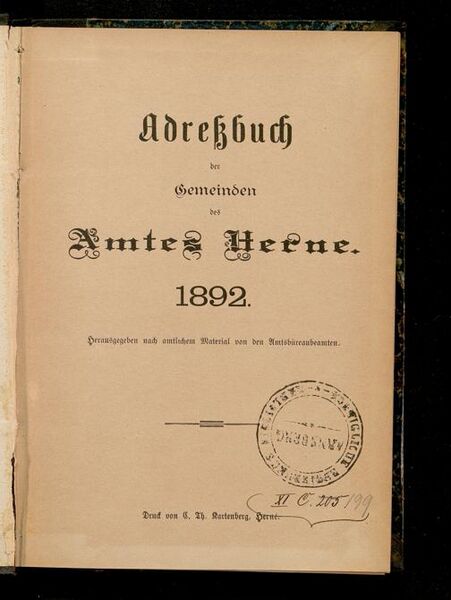 Adreßbuch
der
Gemeinden
des
Amtes Herne.
1892.
Herausgegeben nach amtlichem Material von den Amtsbüreaubeamten.
ARNSBERG
XI C. 205/99
Druck von C. Th. Kartenberg, Herne.